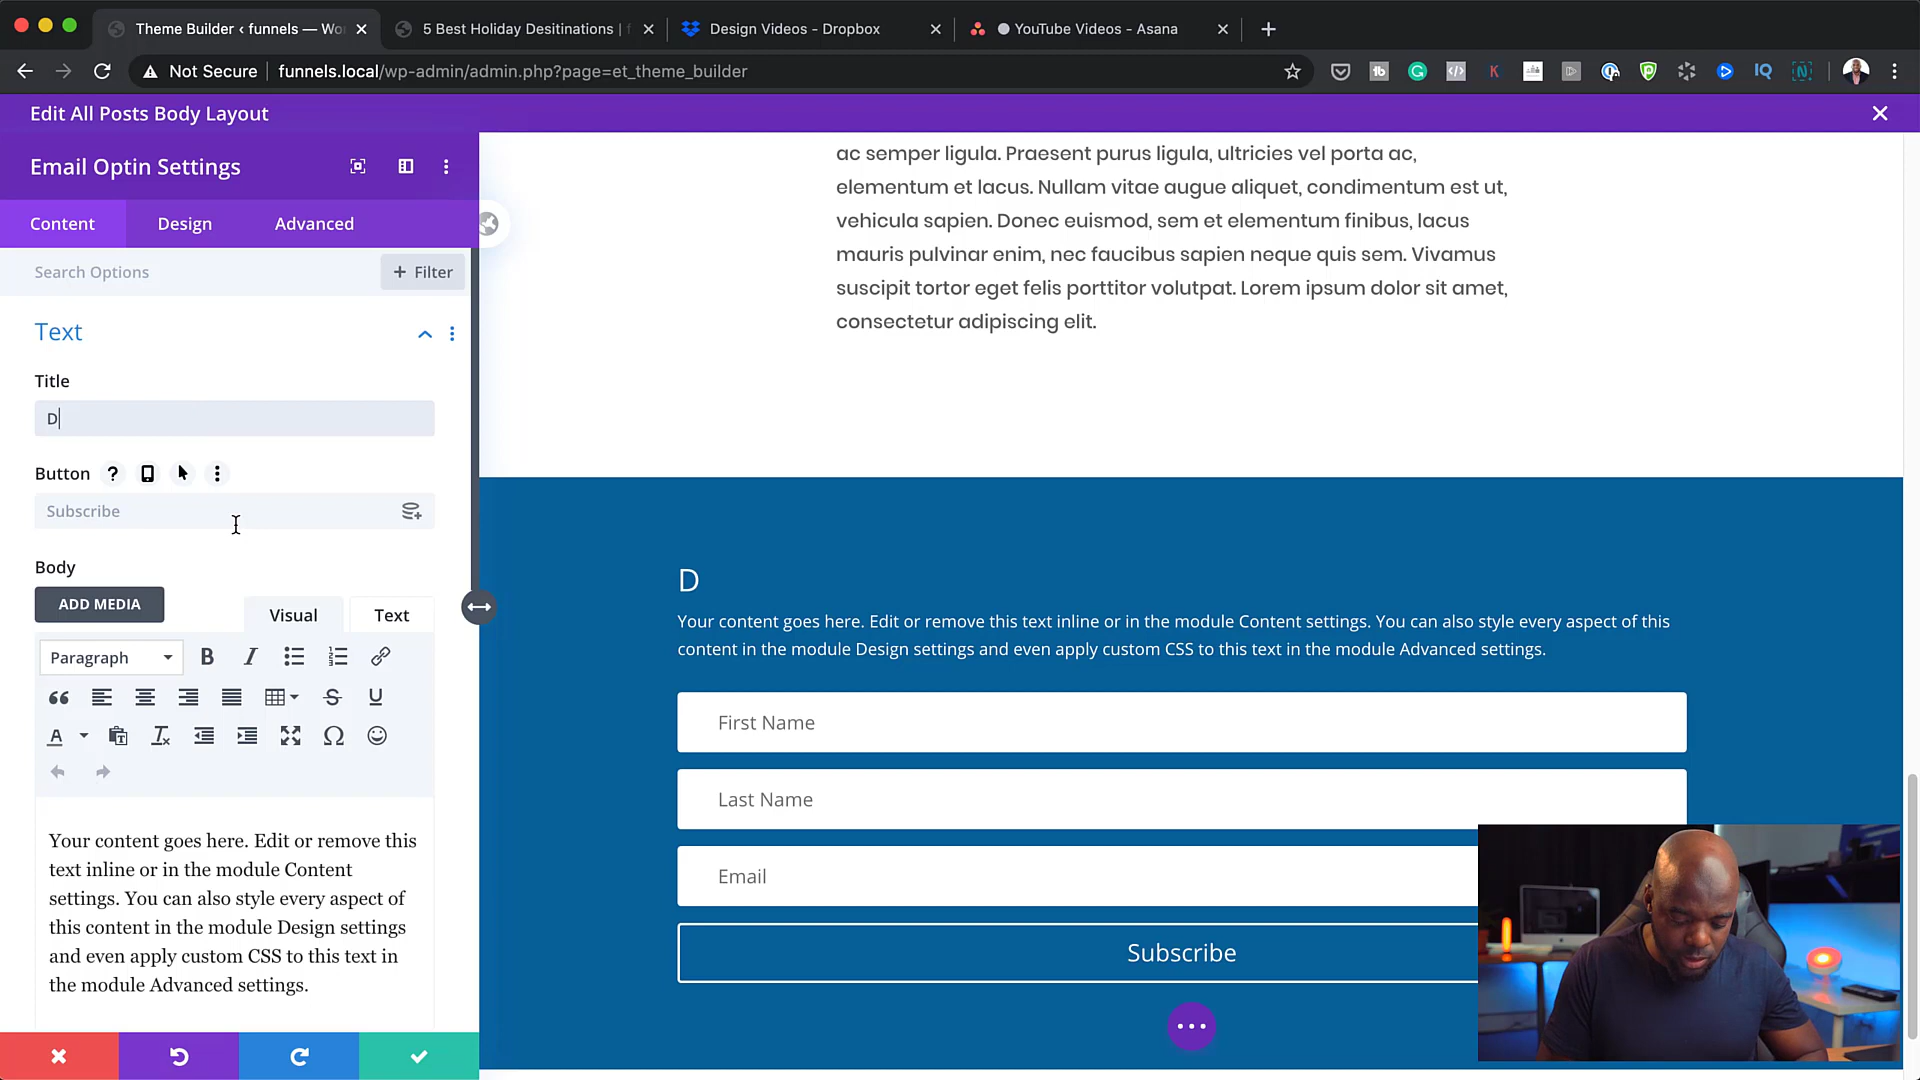 Theme Builder ‹ funnels — Wo
5 Best Holiday Desitinations | f
Design Videos - Dropbox
YouTube Videos - Asana
Not Secure
funnels.local/wp-admin/admin.php?page=et_theme_builder
Edit All Posts Body Layout
Email Optin Settings
Content
Design
Advanced
Search Options
+ Filter
Text
Title
D
Button
Subscribe
Body
ADD MEDIA
Visual
Text
Paragraph
Your content goes here. Edit or remove this
text inline or in the module Content
settings. You can also style every aspect of
this content in the module Design settings
and even apply custom CSS to this text in
the module Advanced settings.
ac semper ligula. Praesent purus ligula, ultricies vel porta ac,
elementum et lacus. Nullam vitae augue aliquet, condimentum est ut,
vehicula sapien. Donec euismod, sem et elementum finibus, lacus
mauris pulvinar enim, nec faucibus sapien neque quis sem. Vivamus
suscipit tortor eget felis porttitor volutpat. Lorem ipsum dolor sit amet,
consectetur adipiscing elit.
D
Your content goes here. Edit or remove this text inline or in the module Content settings. You can also style every aspect of this
content in the module Design settings and even apply custom CSS to this text in the module Advanced settings.
First Name
Last Name
Email
Subscribe